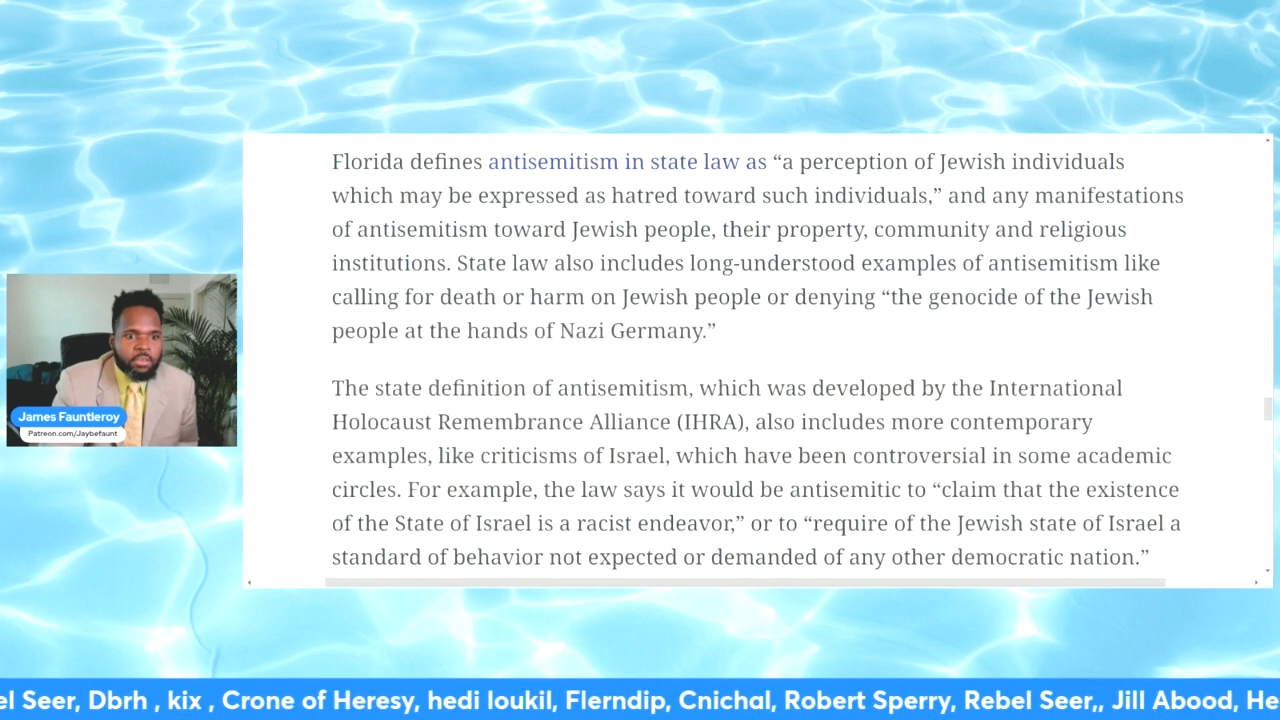 Florida defines antisemitism in state law as “a perception of Jewish individuals
which may be expressed as hatred toward such individuals,” and any manifestations
of antisemitism toward Jewish people, their property, community and religious
institutions. State law also includes long-understood examples of antisemitism like
calling for death or harm on Jewish people or denying “the genocide of the Jewish
people at the hands of Nazi Germany.”
The state definition of antisemitism, which was developed by the International
Holocaust Remembrance Alliance (IHRA), also includes more contemporary
examples, like criticisms of Israel, which have been controversial in some academic
circles. For example, the law says it would be antisemitic to “claim that the existence
of the State of Israel is a racist endeavor,” or to “require of the Jewish state of Israel a
standard of behavior not expected or demanded of any other democratic nation.”
James Fauntleroy
Patreon.com/Jaybefaunt
el Seer, Dbrh , kix , Crone of Heresy, hedi loukil, Flerndip, Cnichal, Robert Sperry, Rebel Seer,, Jill Abood, He